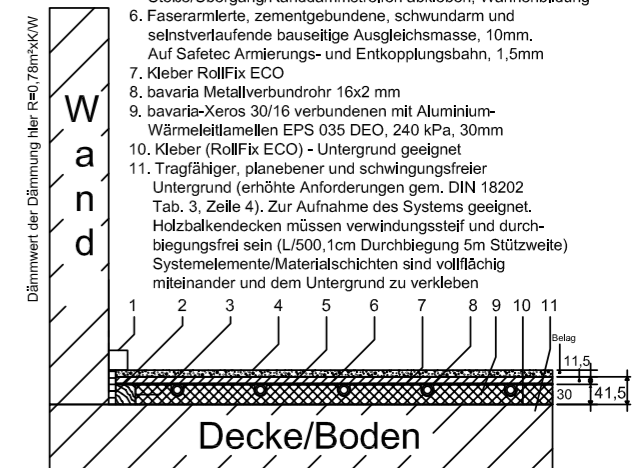 6. Faserarmlerte, zementgebundene, schwundarm und
selnstverlaufende bauseitige Ausgleichsmasse, 10mm.
Auf Safetec Armierungs- und Entkopplungsbahn, 1,5mm
7. Kleber RollFix ECO
8. bavaria Metallverbundrohr 16x2 mm
9. bavaria-Xeros 30/16 verbundenen mit Aluminium-
Wärmeleitlamellen EPS 035 DEO, 240 kPa, 30mm
10. Kleber (RollFix ECO) - Untergrund geeignet
11. Tragfähiger, planebener und schwingungsfreier
Untergrund (erhöhte Anforderungen gem. DIN 18202
Tab. 3, Zeile 4). Zur Aufnahme des Systems geeignet.
Holzbalkendecken müssen verwindungssteif und durch-
biegungsfrei sein (L/500,1cm Durchbiegung 5m Stützweite)
Systemelemente/Materialschichten sind vollflächig
miteinander und dem Untergrund zu verkleben
Dämmwert der Dämmung hier R=0,78m²xK/W
Wand
1 2 3 4 5 6 7 8 9 10 11
Belag
11,5
30
41,5
Decke/Boden